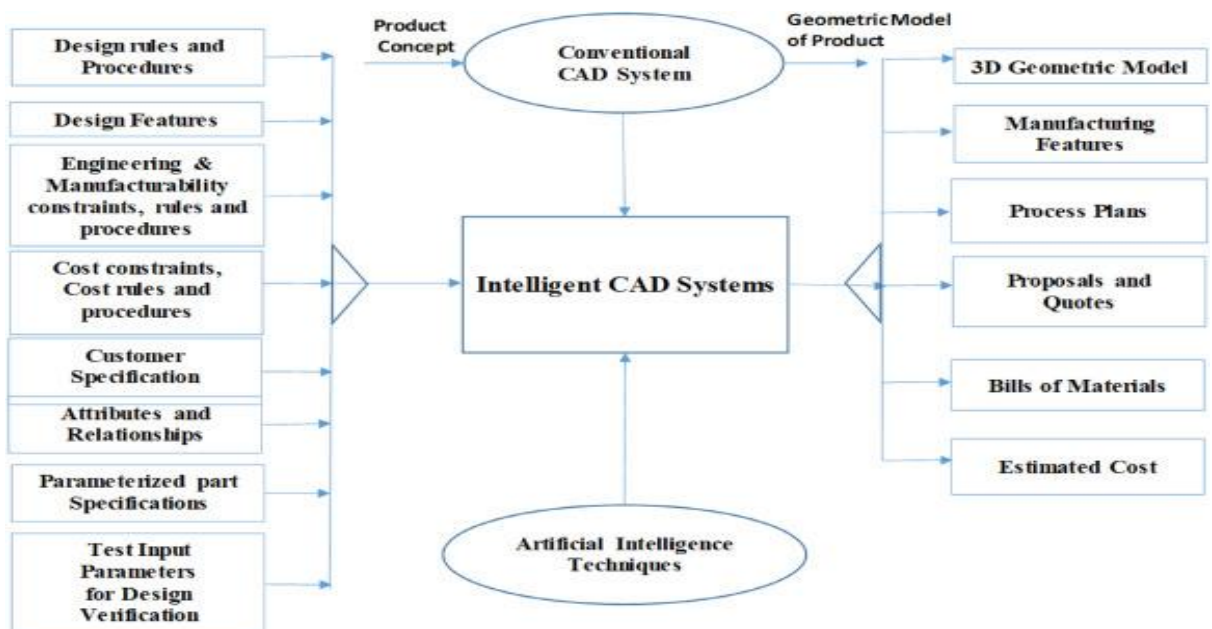 Design rules and
Procedures
Design Features
Engineering &
Manufacturability
constraints, rules and
procedures
Cost constraints,
Cost rules and
procedures
Customer
Specification
Attributes and
Relationships
Parameterized part
Specifications
Test Input
Parameters
for Design
Verification
Product
Concept
Conventional
CAD System
Geometric Model
of Product
Intelligent CAD Systems
Artificial Intelligence
Techniques
3D Geometric Model
Manufacturing
Features
Process Plans
Proposals and
Quotes
Bills of Materials
Estimated Cost